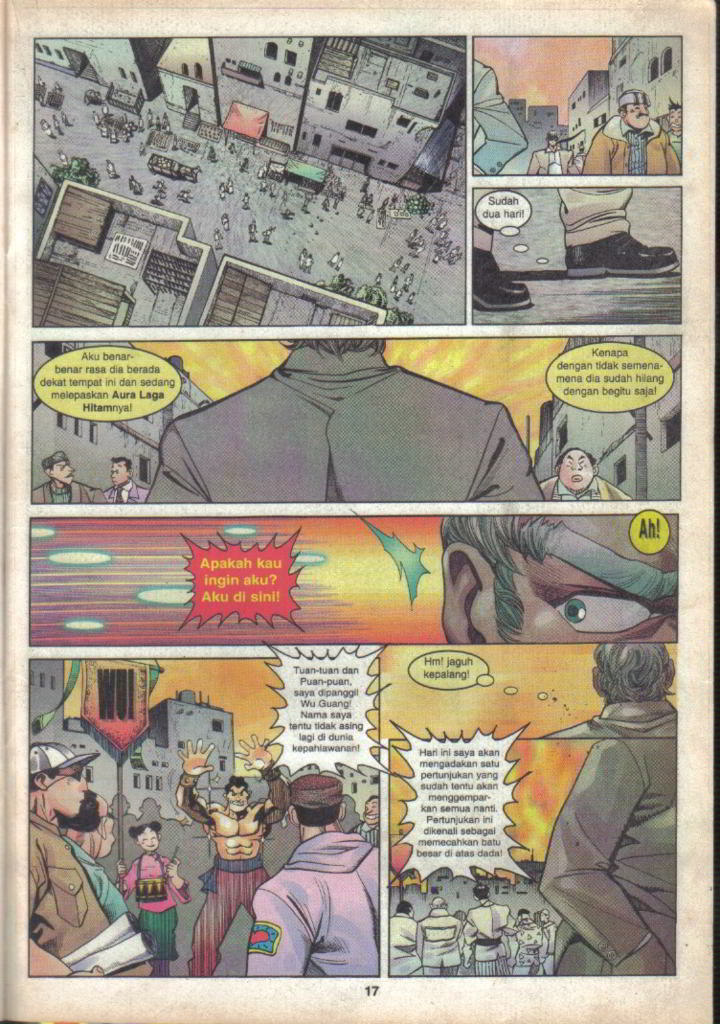 Sudah
dua hari!
Aku benar-
benar rasa dia berada
dekat tempat ini dan sedang
melepaskan Aura Laga
Hitamnya!
Kenapa
dengan tidak semena-
mena dia sudah hilang
dengan begitu saja!
Apakah kau
ingin aku?
Aku di sini!
Ah!
Tuan-tuan dan
Puan-puan,
saya dipanggil
Wu Guang!
Nama saya
tentu tidak asing
lagi di dunia
kepahlawanan!
Hm! jaguh
kepalang!
Hari ini saya akan
mengadakan satu
pertunjukan yang
sudah tentu akan
menggempar-
kan semua nanti.
Pertunjukan ini
dikenali sebagai
memecahkan batu
besar di atas dada!
17